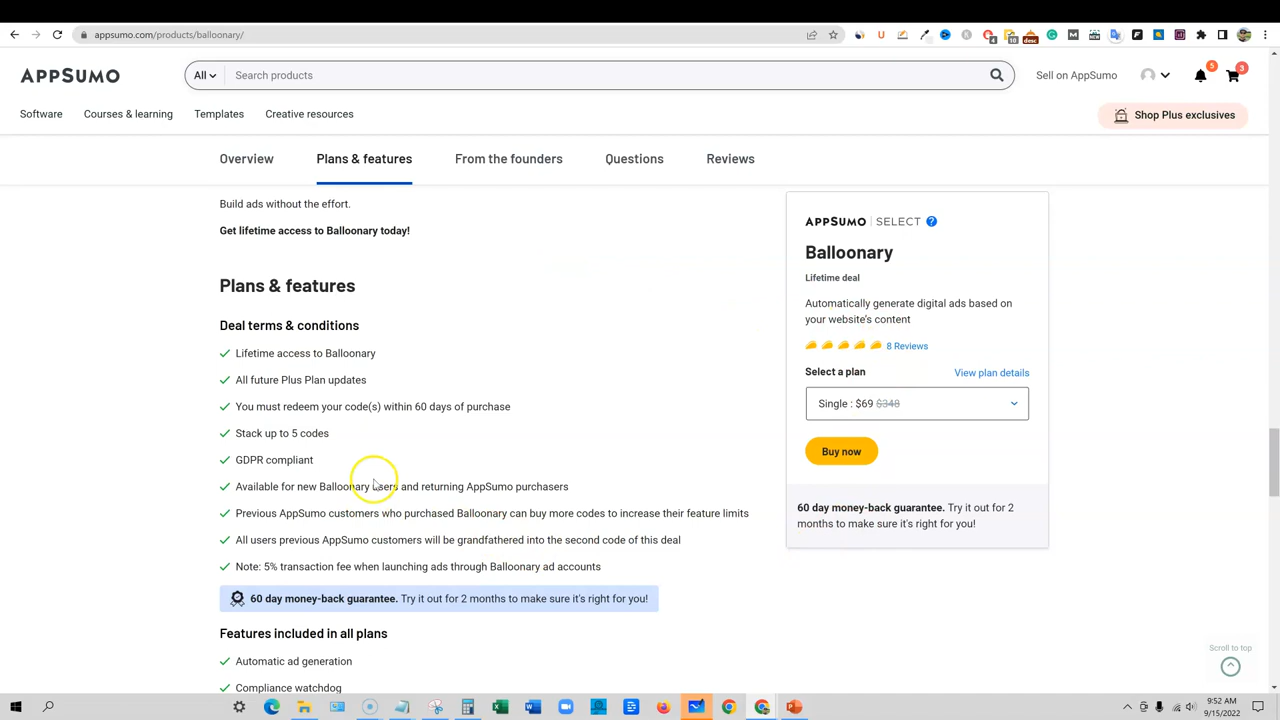 appsumo.com/products/balloonary/
APPSUMO
All
Search products
Sell on AppSumo
5
3
Software
Courses & learning
Templates
Creative resources
Shop Plus exclusives
Overview
Plans & features
From the founders
Questions
Reviews
Build ads without the effort.
Get lifetime access to Balloonary today!
Plans & features
Deal terms & conditions
Lifetime access to Balloonary
All future Plus Plan updates
You must redeem your code(s) within 60 days of purchase
Stack up to 5 codes
GDPR compliant
Available for new Balloonary users and returning AppSumo purchasers
Previous AppSumo customers who purchased Balloonary can buy more codes to increase their feature limits
All users previous AppSumo customers will be grandfathered into the second code of this deal
Note: 5% transaction fee when launching ads through Balloonary ad accounts
60 day money-back guarantee. Try it out for 2 months to make sure it's right for you!
Features included in all plans
Automatic ad generation
Compliance watchdog
APPSUMO | SELECT ?
Balloonary
Lifetime deal
Automatically generate digital ads based on
your website's content
8 Reviews
Select a plan
View plan details
Single : $69 $348
Buy now
60 day money-back guarantee. Try it out for 2
months to make sure it's right for you!
Scroll to top
9:52 AM
9/15/2022